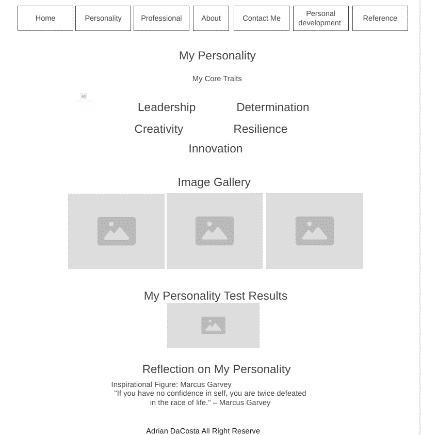 Home Personality Professional About Contact Me Personal development Reference
My Personality
My Core Traits
Leadership Determination
Creativity Resilience
Innovation
Image Gallery
My Personality Test Results
Reflection on My Personality
Inspirational Figure: Marcus Garvey
"If you have no confidence in self, you are twice defeated
in the race of life." – Marcus Garvey
Adrian DaCosta All Right Reserve